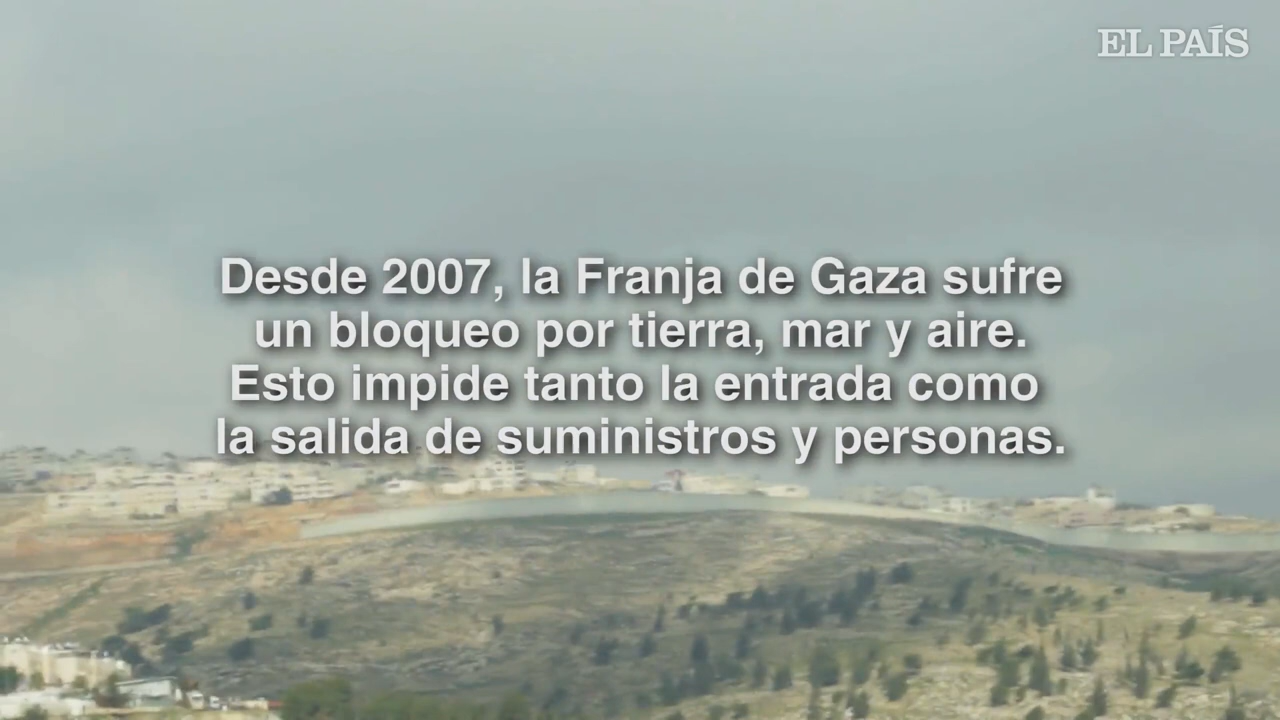 EL PAÍS
Desde 2007, la Franja de Gaza sufre
un bloqueo por tierra, mar y aire.
Esto impide tanto la entrada como
la salida de suministros y personas.